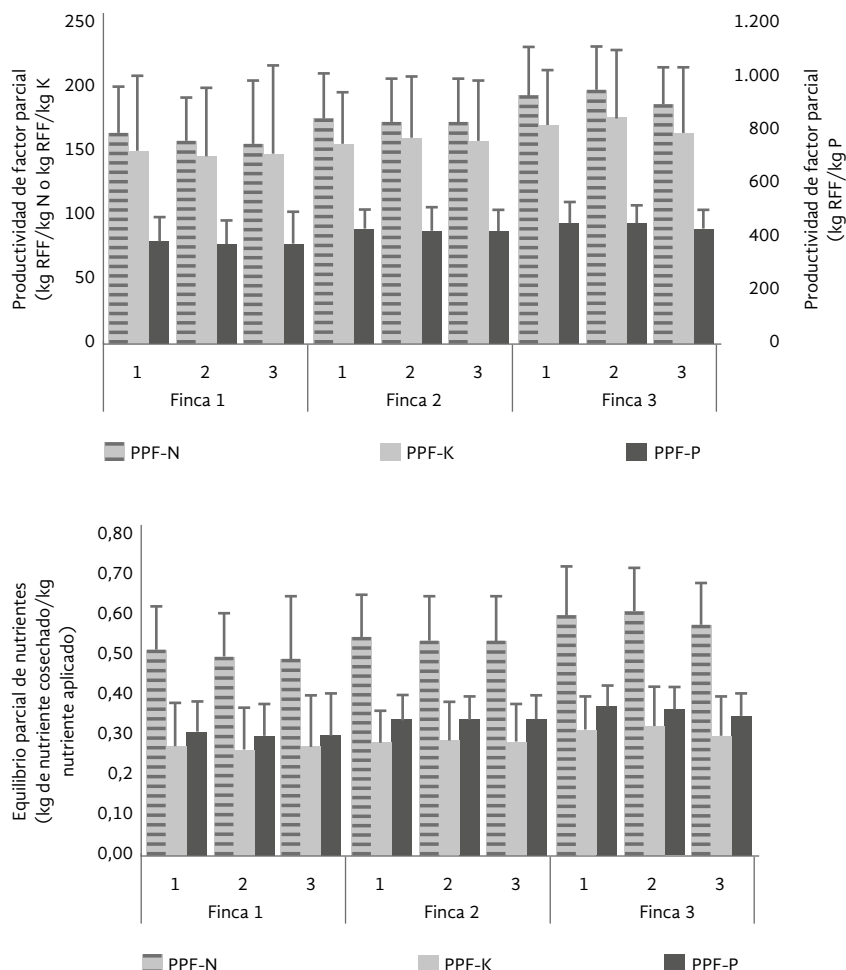 Productividad de factor parcial
(kg RFF/kg N o kg RFF/kg K
250
200
150
100
50
0
1.200
1.000
800
600
400
200
0
Productividad de factor parcial
(kg RFF/kg P)
1 2 3 1 2 3 1 2 3
Finca 1 Finca 2 Finca 3
PPF-N PPF-K PPF-P
Equilibrio parcial de nutrientes
(kg de nutriente cosechado/kg
nutriente aplicado)
0,80
0,70
0,60
0,50
0,40
0,30
0,2
0,10
0,00
1 2 3 1 2 3 1 2 3
Finca 1 Finca 2 Finca 3
PPF-N PPF-K PPF-P